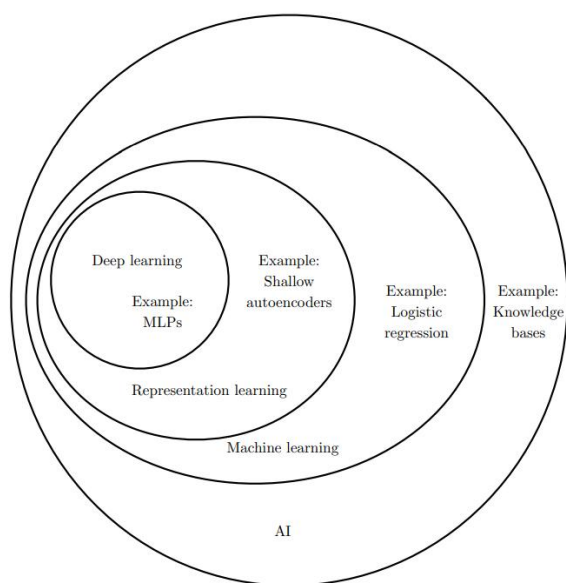 Deep learning
Example:
MLPs
Example:
Shallow
autoencoders
Example:
Logistic
regression
Example:
Knowledge
bases
Representation learning
Machine learning
AI